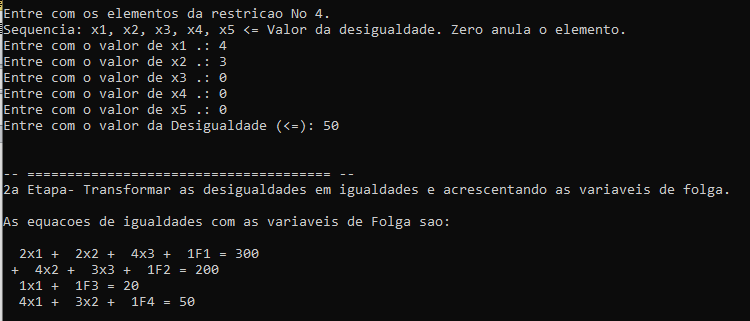 Entre com os elementos da restricao No 4.
Sequencia: x1, x2, x3, x4, x5 <= Valor da desigualdade. Zero anula o elemento.
Entre com o valor de x1 .: 4
Entre com o valor de x2 .: 3
Entre com o valor de x3 .: 0
Entre com o valor de x4 .: 0
Entre com o valor de x5 .: 0
Entre com o valor da Desigualdade (<=): 50
-- ====================================== --
2a Etapa- Transformar as desigualdades em igualdades e acrescentando as variaveis de folga.
As equacoes de igualdades com as variaveis de Folga sao:
2x1 +  2x2 +  4x3 +  1F1 = 300
+  4x2 +  3x3 +  1F2 = 200
1x1 +  1F3 = 20
4x1 +  3x2 +  1F4 = 50